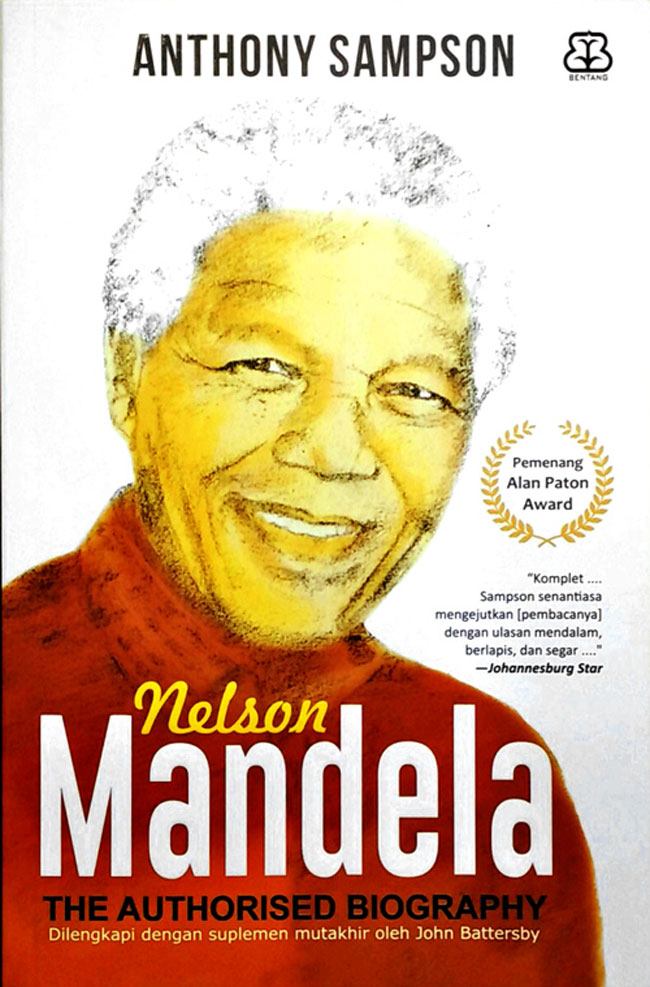 ANTHONY SAMPSON
BENTANG
Pemenang
Alan Paton
Award
“Komplet ....
Sampson senantiasa
mengejutkan [pembacanya]
dengan ulasan mendalam,
berlapis, dan segar ....”
—Johannesburg Star
Nelson
Mandela
THE AUTHORISED BIOGRAPHY
Dilengkapi dengan suplemen mutakhir oleh John Battersby